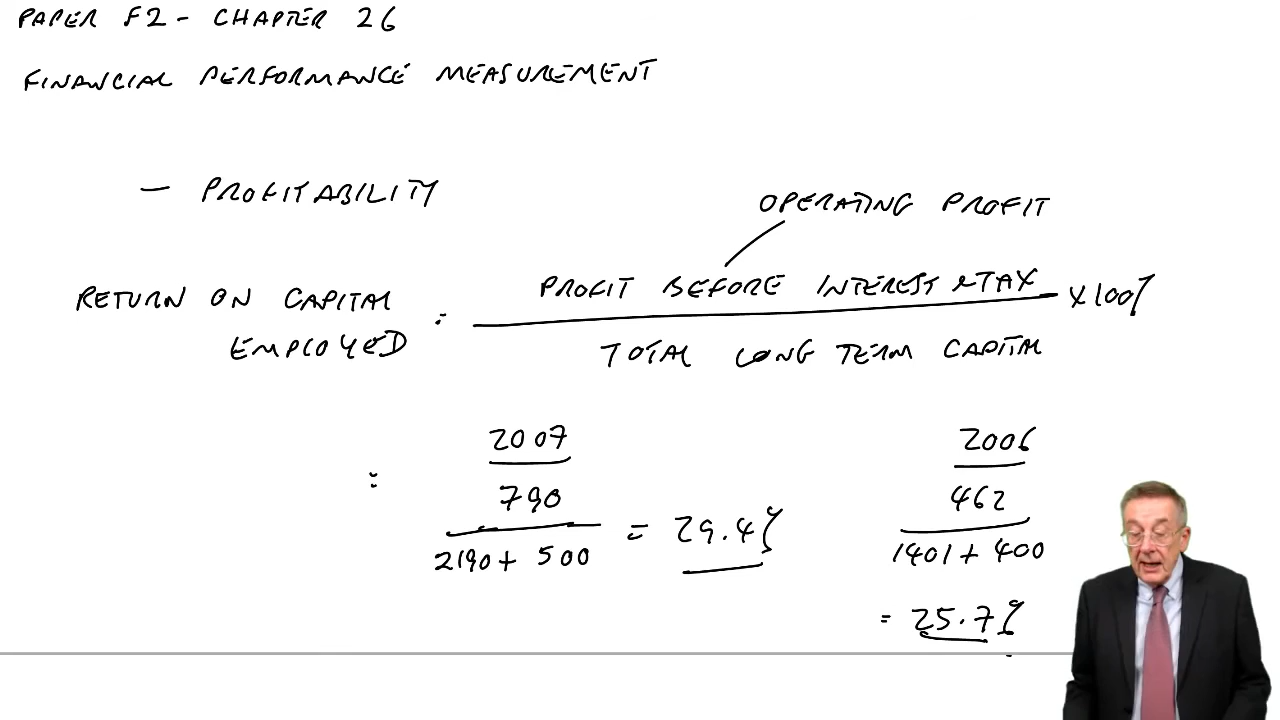 PAPER F2 - CHAPTER 26
FINANCIAL PERFORMANCE MEASUREMENT
- PROFITABILITY
OPERATING PROFIT
RETURN ON CAPITAL EMPLOYED = PROFIT BEFORE INTEREST & TAX × 100%
TOTAL LONG TERM CAPITAL
2007 2006
= 790 462
2190 + 500 = 29.4% 1401 + 400
= 25.7%